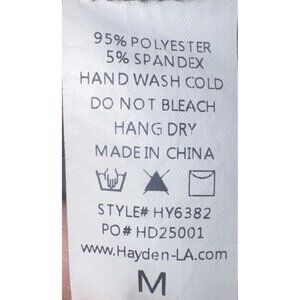 95% POLYESTER
5% SPANDEX
HAND WASH COLD
DO NOT BLEACH
HANG DRY
MADE IN CHINA
STYLE# HY6382
PO# HD25001
www.Hayden-LA.com
M